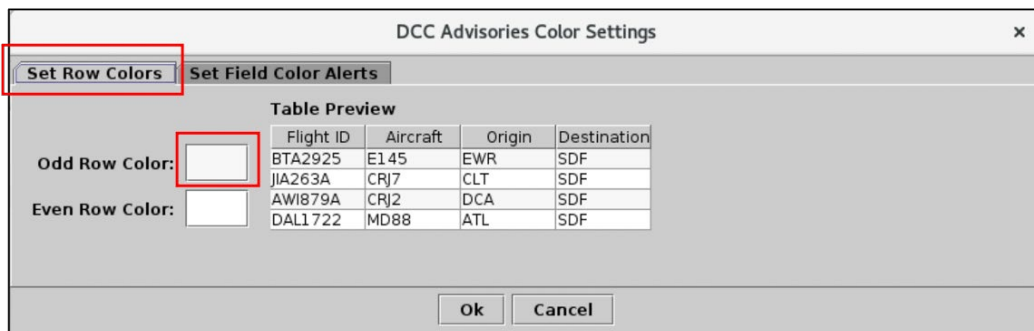 DCC Advisories Color Settings ×
Set Row Colors Set Field Color Alerts
Table Preview
Flight ID Aircraft Origin Destination
BTA2925 E145 EWR SDF
JIA263A CRJ7 CLT SDF
AWI879A CRJ2 DCA SDF
DAL1722 MD88 ATL SDF
Odd Row Color:
Even Row Color:
Ok Cancel